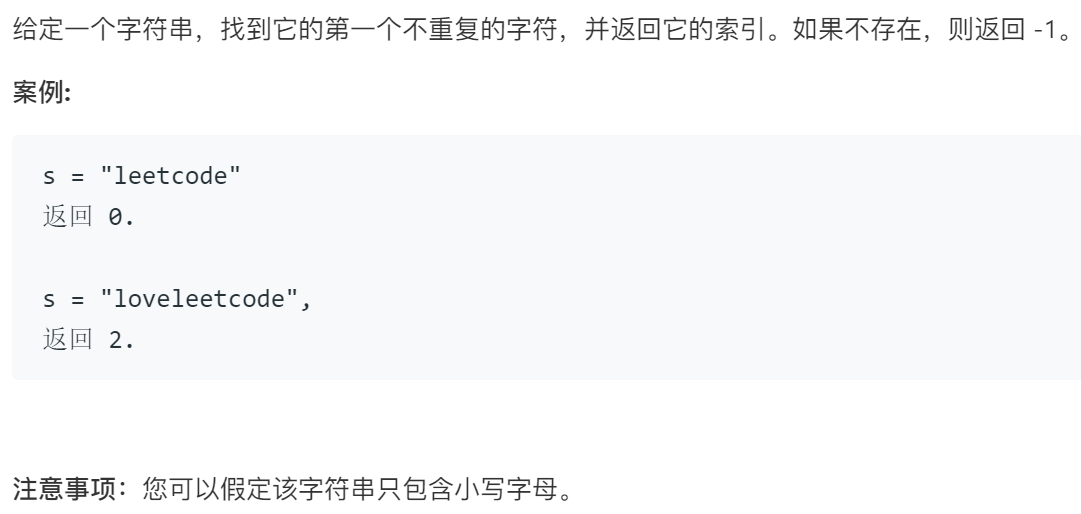 给定一个字符串，找到它的第一个不重复的字符，并返回它的索引。如果不存在，则返回 -1。
案例:
s = "leetcode"
返回 0.
s = "loveleetcode",
返回 2.
注意事项：您可以假定该字符串只包含小写字母。